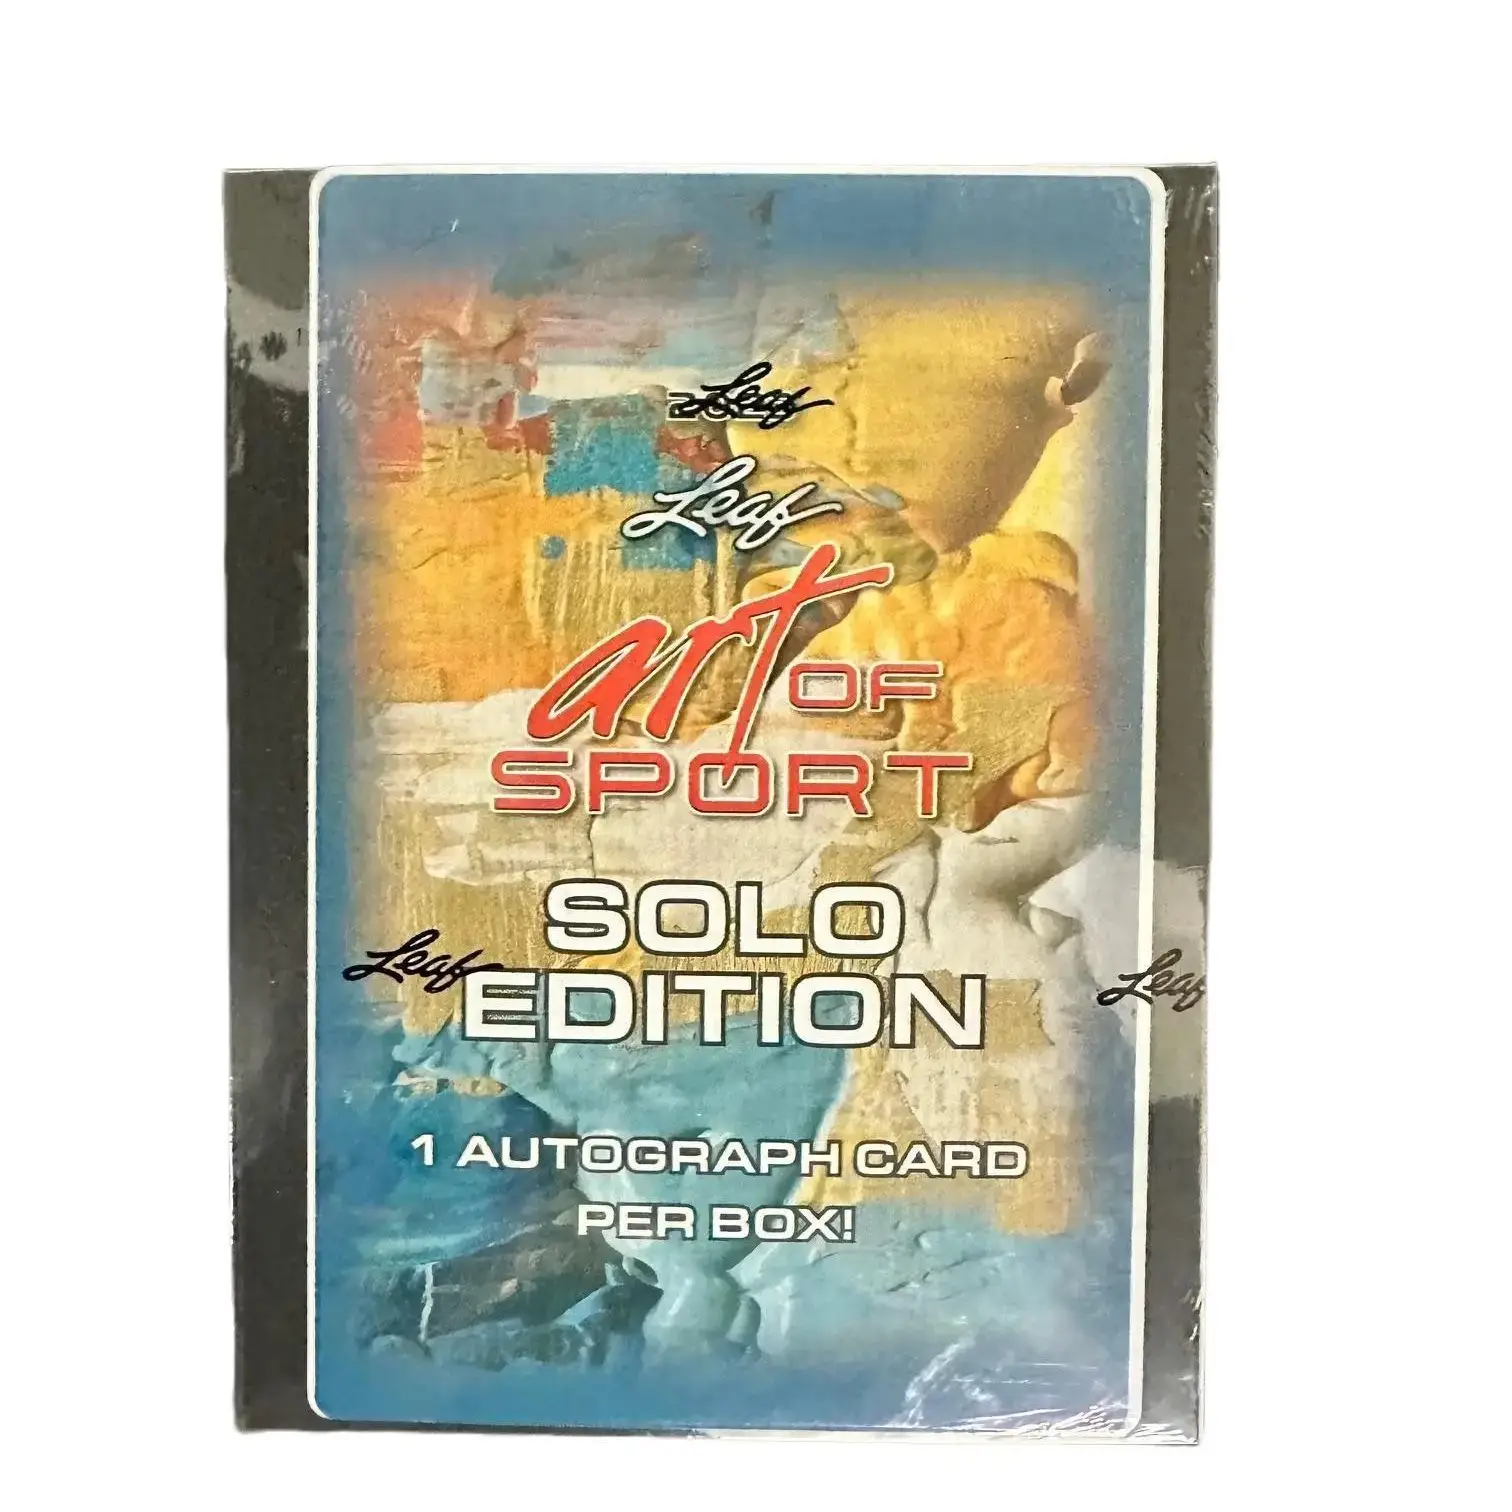 Leaf
Leaf
art OF
SPORT
SOLO
Leaf
EDITION
Leaf
1 AUTOGRAPH CARD
PER BOX!